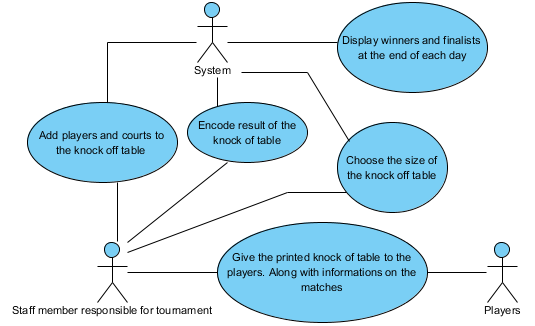 Display winners and finalists
at the end of each day
System
Add players and courts to
the knock off table
Encode result of the
knock of table
Choose the size of
the knock off table
Give the printed knock of table to the
players. Along with informations on the
matches
Staff member responsible for tournament
Players